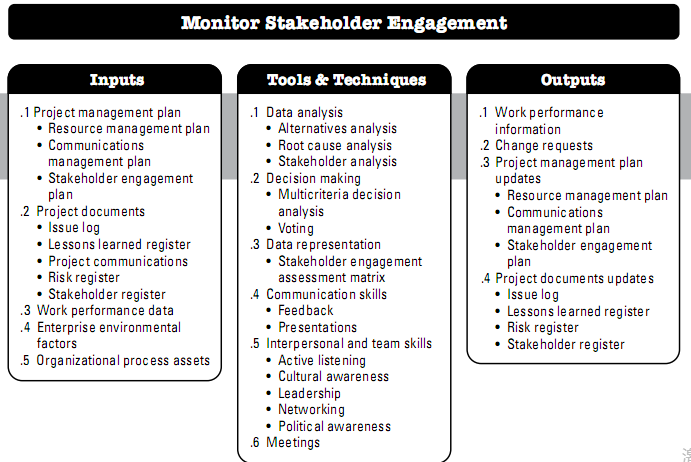 Monitor Stakeholder Engagement
Inputs
.1 Project management plan
• Resource management plan
• Communications
management plan
• Stakeholder engagement
plan
.2 Project documents
• Issue log
• Lessons learned register
• Project communications
• Risk register
• Stakeholder register
.3 Work performance data
.4 Enterprise environmental
factors
.5 Organizational process assets
Tools & Techniques
.1 Data analysis
• Alternatives analysis
• Root cause analysis
• Stakeholder analysis
.2 Decision making
• Multicriteria decision
analysis
• Voting
.3 Data representation
• Stakeholder engagement
assessment matrix
.4 Communication skills
• Feedback
• Presentations
.5 Interpersonal and team skills
• Active listening
• Cultural awareness
• Leadership
• Networking
• Political awareness
.6 Meetings
Outputs
.1 Work performance
information
.2 Change requests
.3 Project management plan
updates
• Resource management plan
• Communications
management plan
• Stakeholder engagement
plan
.4 Project documents updates
• Issue log
• Lessons learned register
• Risk register
• Stakeholder register